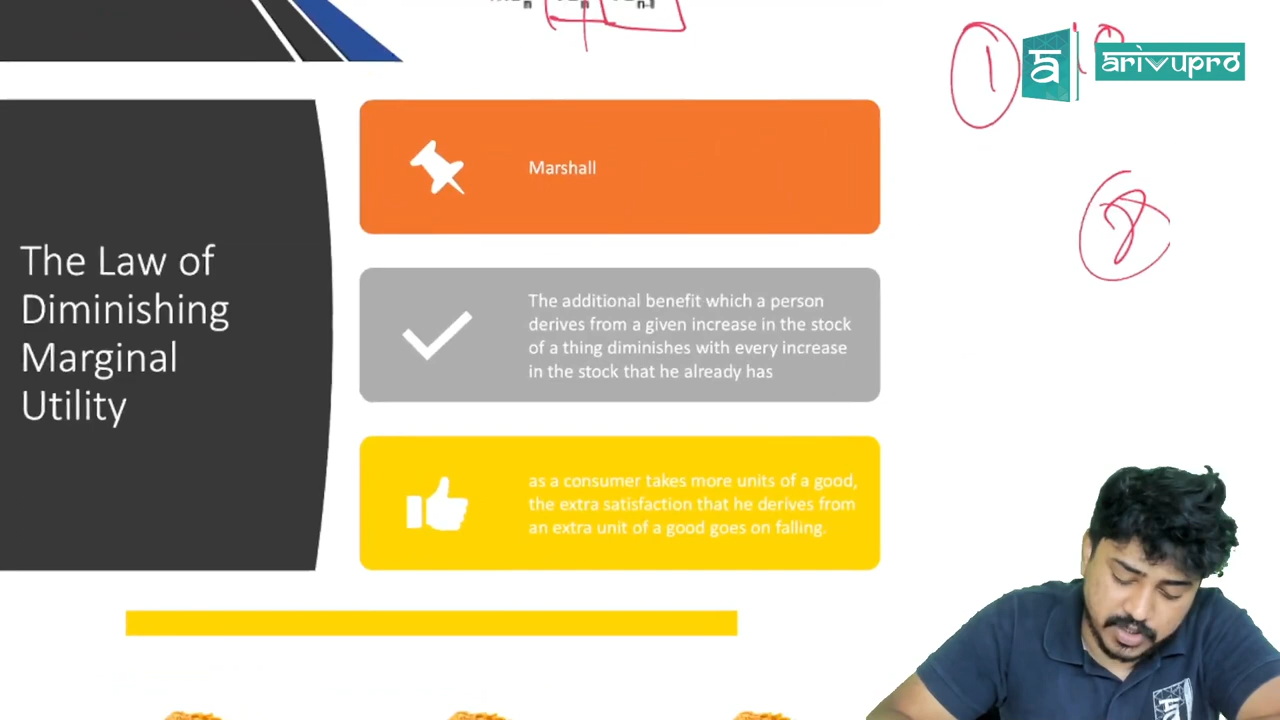 1
arivupro
Marshall
8
The Law of
Diminishing
Marginal
Utility
The additional benefit which a person
derives from a given increase in the stock
of a thing diminishes with every increase
in the stock that he already has
as a consumer takes more units of a good,
the extra satisfaction that he derives from
an extra unit of a good goes on falling.